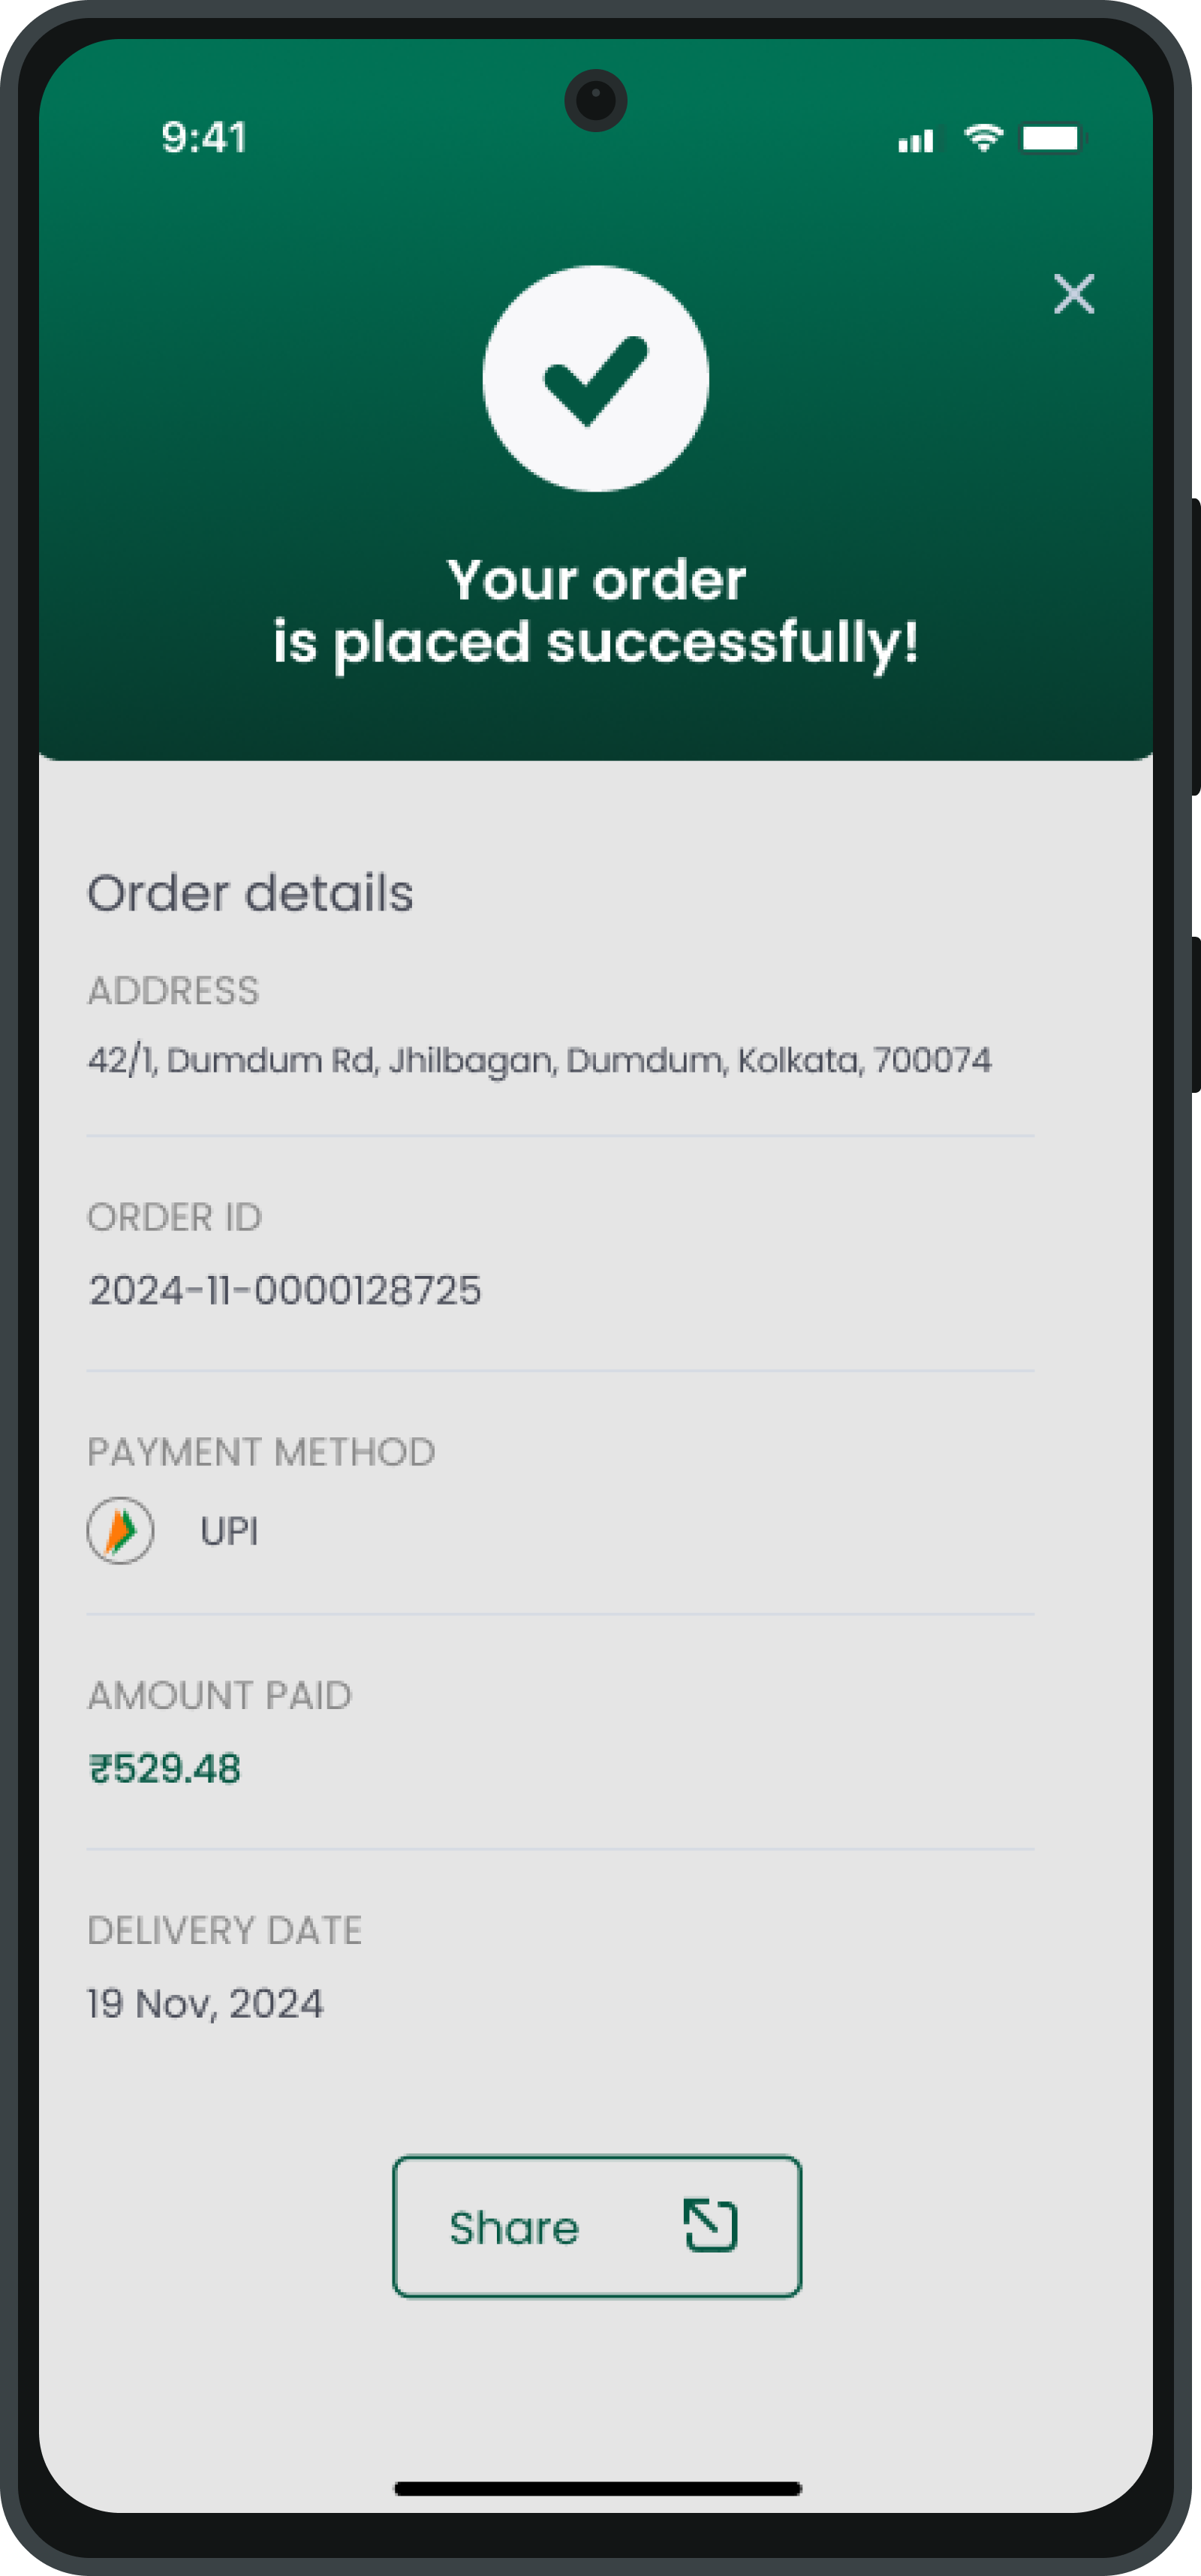 9:41
Your order
is placed successfully!
Order details
ADDRESS
42/1, Dumdum Rd, Jhilbagan, Dumdum, Kolkata, 700074
ORDER ID
2024-11-0000128725
PAYMENT METHOD
UPI
AMOUNT PAID
₹529.48
DELIVERY DATE
19 Nov, 2024
Share